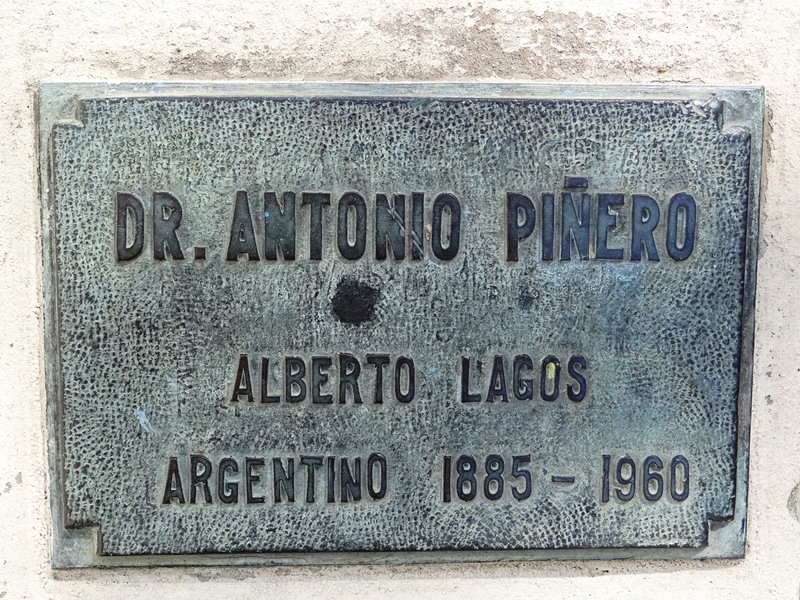 DR. ANTONIO PIÑERO
ALBERTO LAGOS
ARGENTINO 1885 - 1960